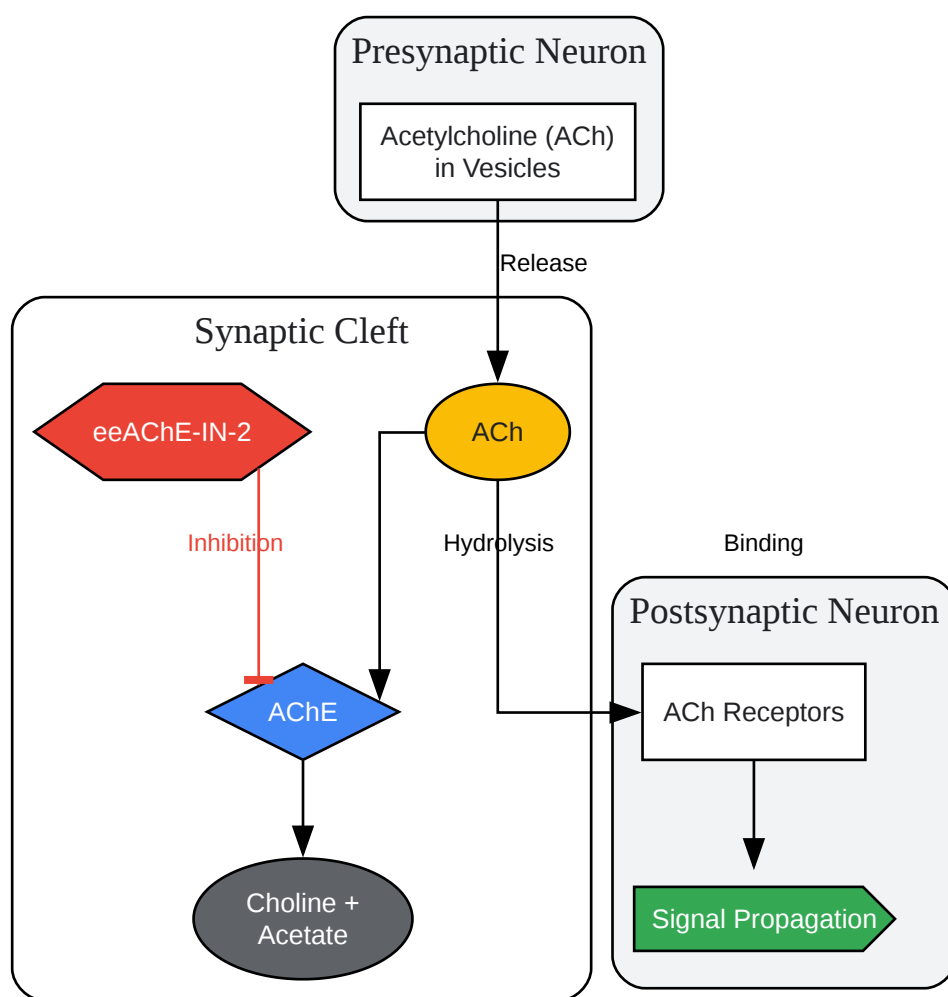 Presynaptic Neuron
Acetylcholine (ACh)
in Vesicles
Release
Synaptic Cleft
eeAChE-IN-2
ACh
Inhibition
Hydrolysis
Binding
Postsynaptic Neuron
AChE
ACh Receptors
Choline +
Acetate
Signal Propagation